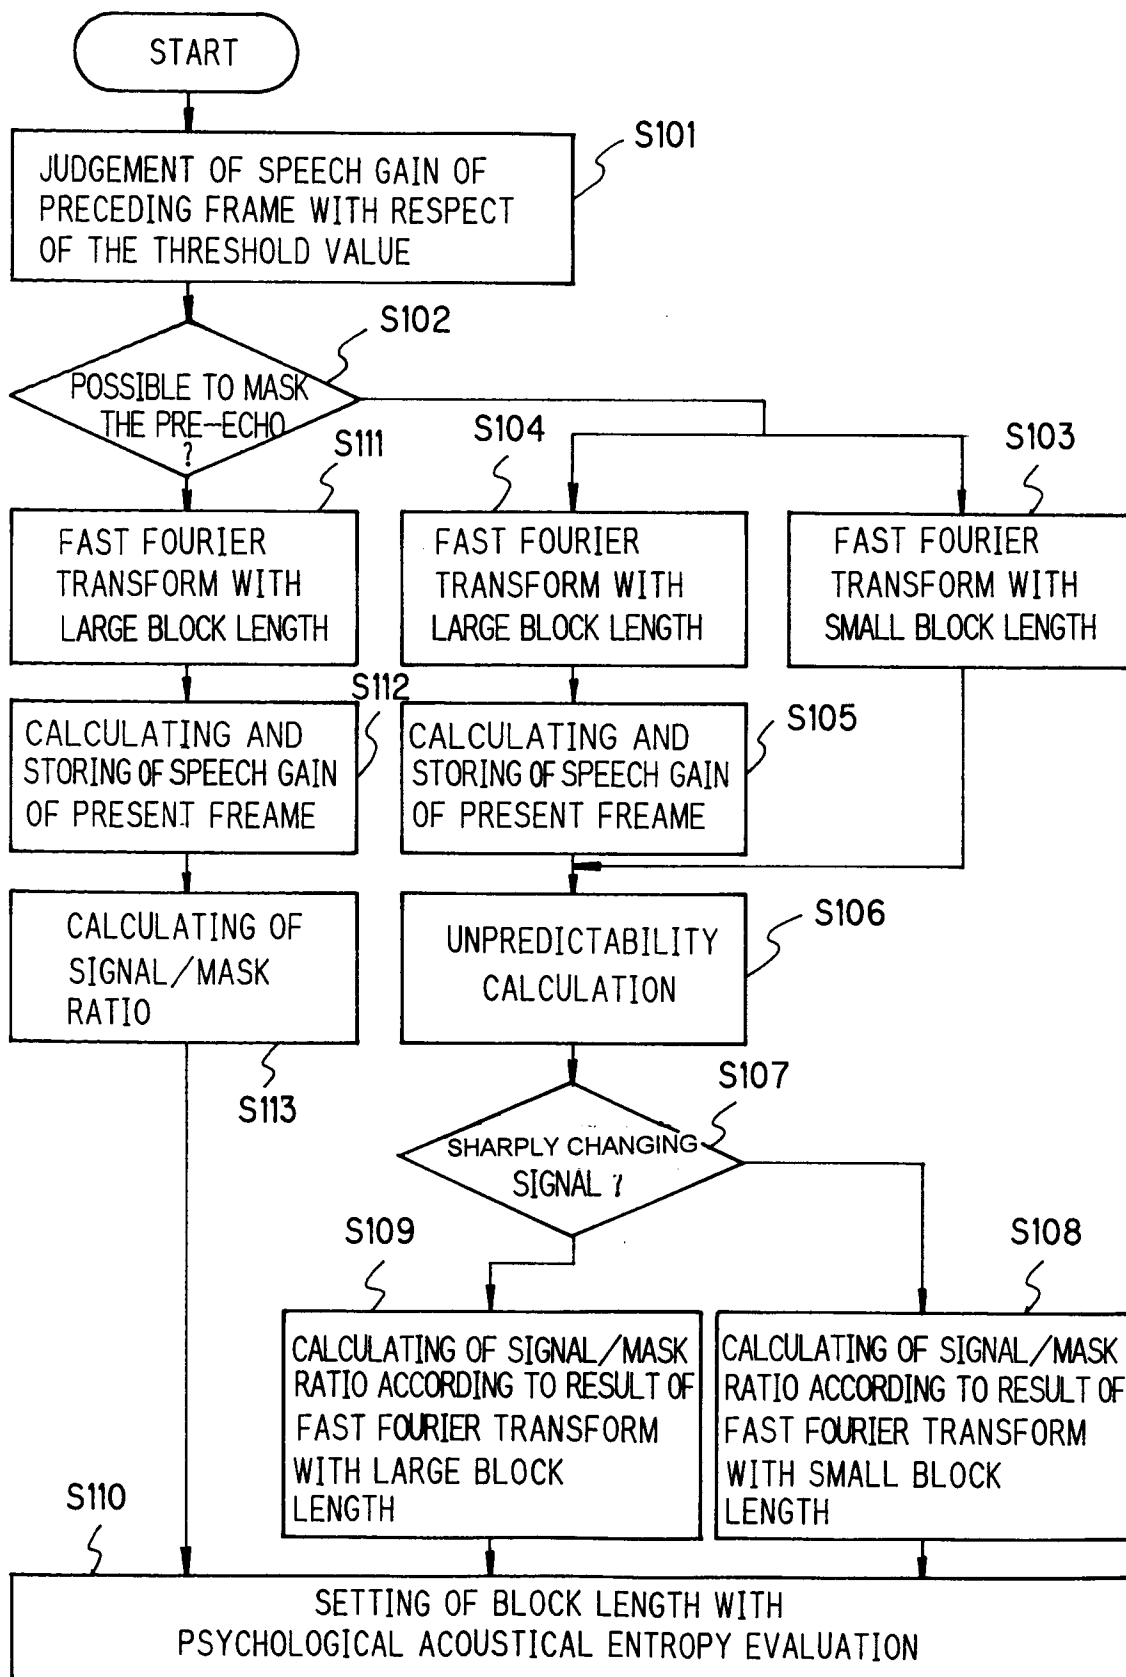 START
S101
JUDGEMENT OF SPEECH GAIN OF
PRECEDING FRAME WITH RESPECT
OF THE THRESHOLD VALUE
S102
POSSIBLE TO MASK
THE PRE-ECHO
?
S111
S104
S103
FAST FOURIER
TRANSFORM WITH
LARGE BLOCK LENGTH
FAST FOURIER
TRANSFORM WITH
LARGE BLOCK LENGTH
FAST FOURIER
TRANSFORM WITH
SMALL BLOCK LENGTH
S112
S105
CALCULATING AND
STORING OF SPEECH GAIN
OF PRESENT FREAME
CALCULATING AND
STORING OF SPEECH GAIN
OF PRESENT FREAME
CALCULATING OF
SIGNAL/MASK
RATIO
S113
S106
UNPREDICTABILITY
CALCULATION
S107
SHARPLY CHANGING
SIGNAL ?
S109
S108
CALCULATING OF SIGNAL/MASK
RATIO ACCORDING TO RESULT OF
FAST FOURIER TRANSFORM
WITH LARGE BLOCK
LENGTH
CALCULATING OF SIGNAL/MASK
RATIO ACCORDING TO RESULT OF
FAST FOURIER TRANSFORM
WITH SMALL BLOCK
LENGTH
S110
SETTING OF BLOCK LENGTH WITH
PSYCHOLOGICAL ACOUSTICAL ENTROPY EVALUATION